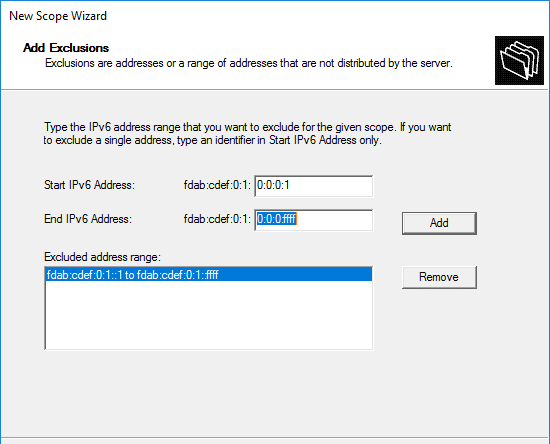 New Scope Wizard
Add Exclusions
Exclusions are addresses or a range of addresses that are not distributed by the server.
Type the IPv6 address range that you want to exclude for the given scope. If you want
to exclude a single address, type an identifier in Start IPv6 Address only.
Start IPv6 Address: fdab:cdef:0:1: 0:0:0:1
End IPv6 Address: fdab:cdef:0:1: 0:0:0:ffff
Add
Excluded address range:
fdab:cdef:0:1::1 to fdab:cdef:0:1::ffff
Remove